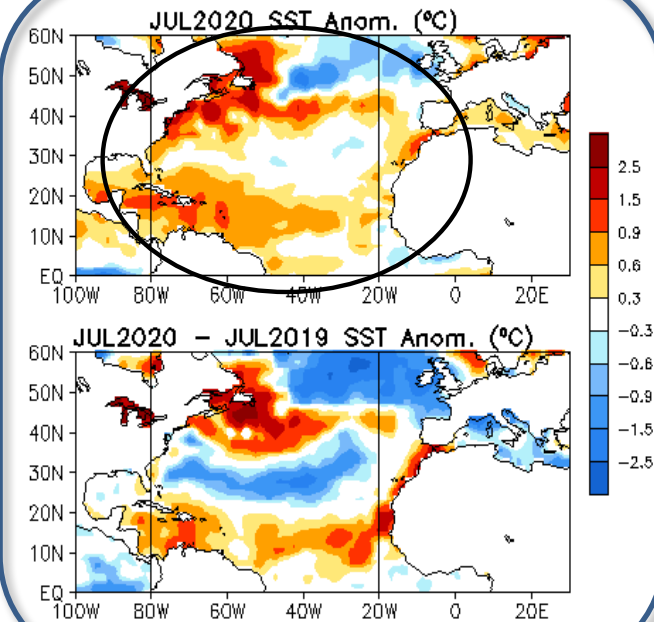 JUL2020 SST Anom. (ºC)
60N
50N
40N
30N
20N
10N
EQ
100W 80W 60W 40W 20W 0 20E
JUL2020 – JUL2019 SST Anom. (ºC)
60N
50N
40N
30N
20N
10N
EQ
100W 80W 60W 40W 20W 0 20E
2.5
1.5
0.9
0.6
0.3
-0.3
-0.6
-0.9
-1.5
-2.5